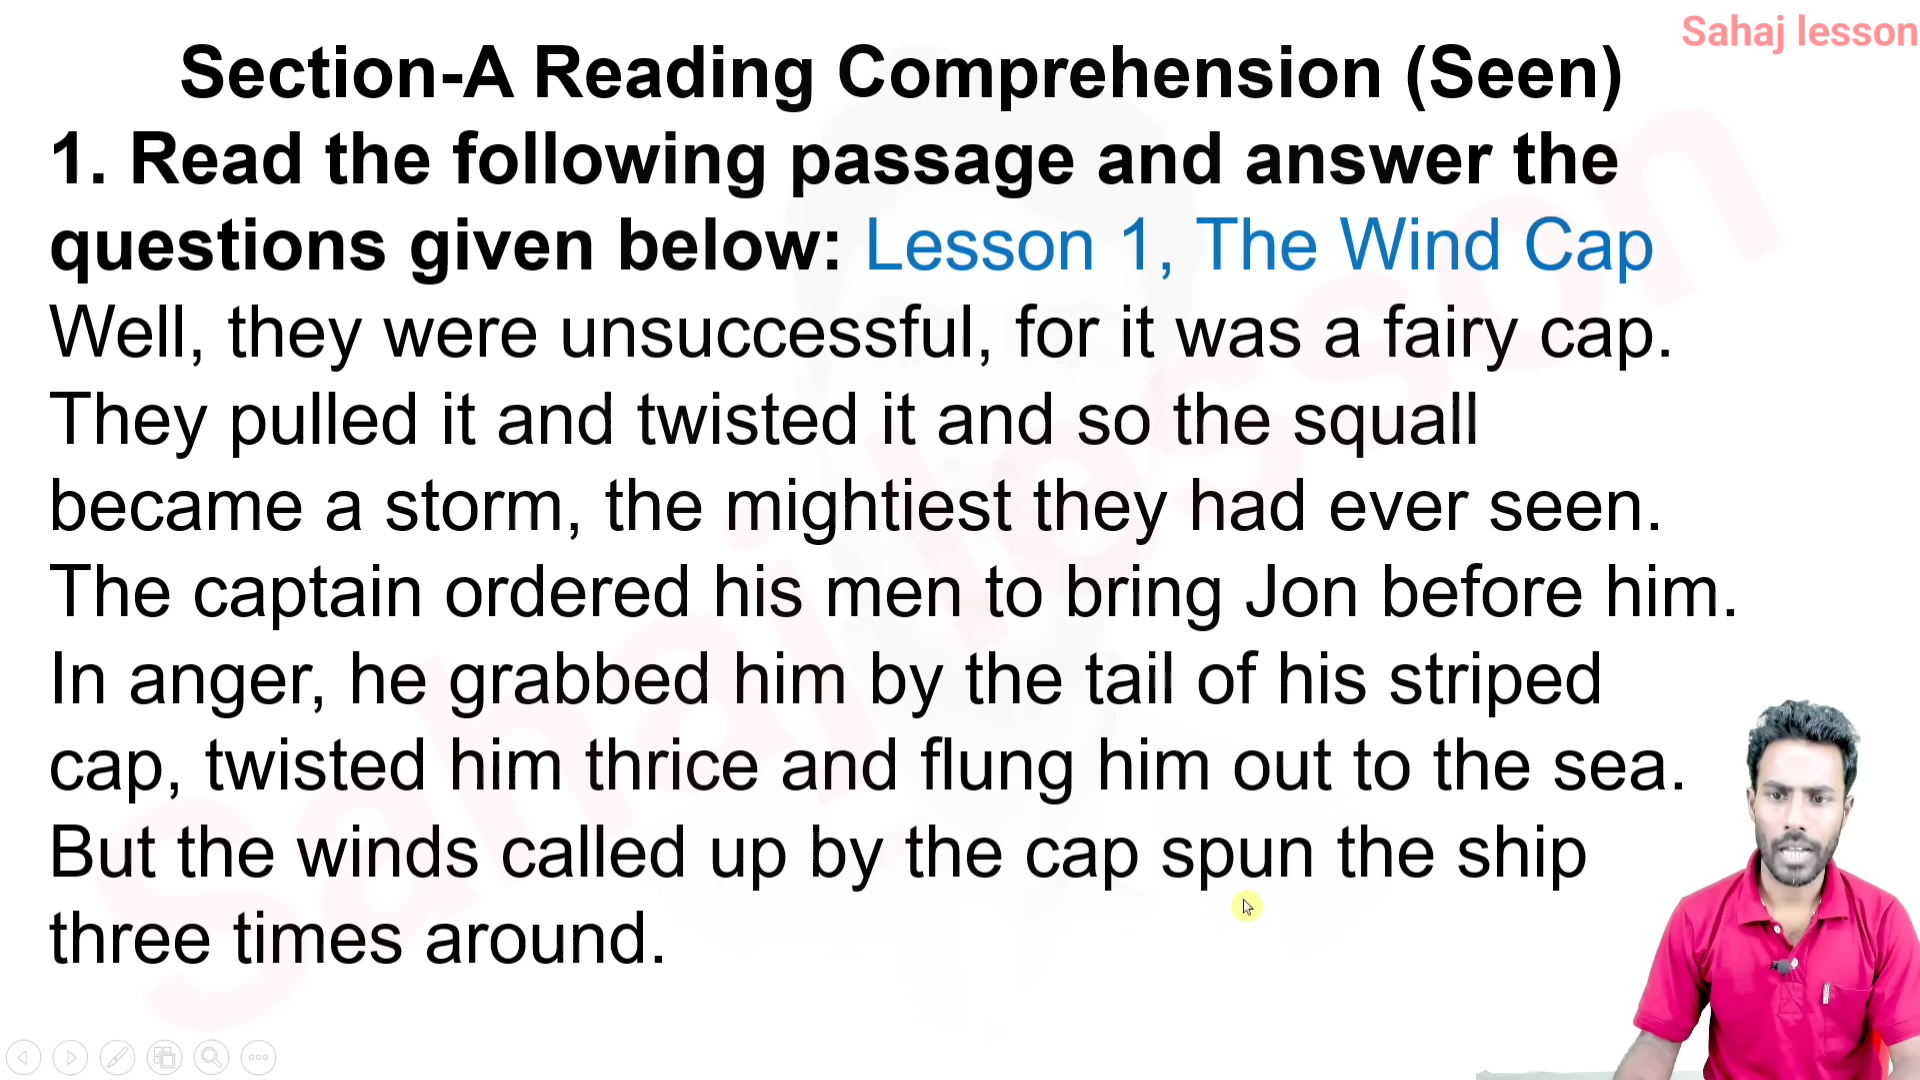 Sahaj lesson
Section-A Reading Comprehension (Seen)
1. Read the following passage and answer the
questions given below: Lesson 1, The Wind Cap
Well, they were unsuccessful, for it was a fairy cap.
They pulled it and twisted it and so the squall
became a storm, the mightiest they had ever seen.
The captain ordered his men to bring Jon before him.
In anger, he grabbed him by the tail of his striped
cap, twisted him thrice and flung him out to the sea.
But the winds called up by the cap spun the ship
three times around.
Sahaj lesson